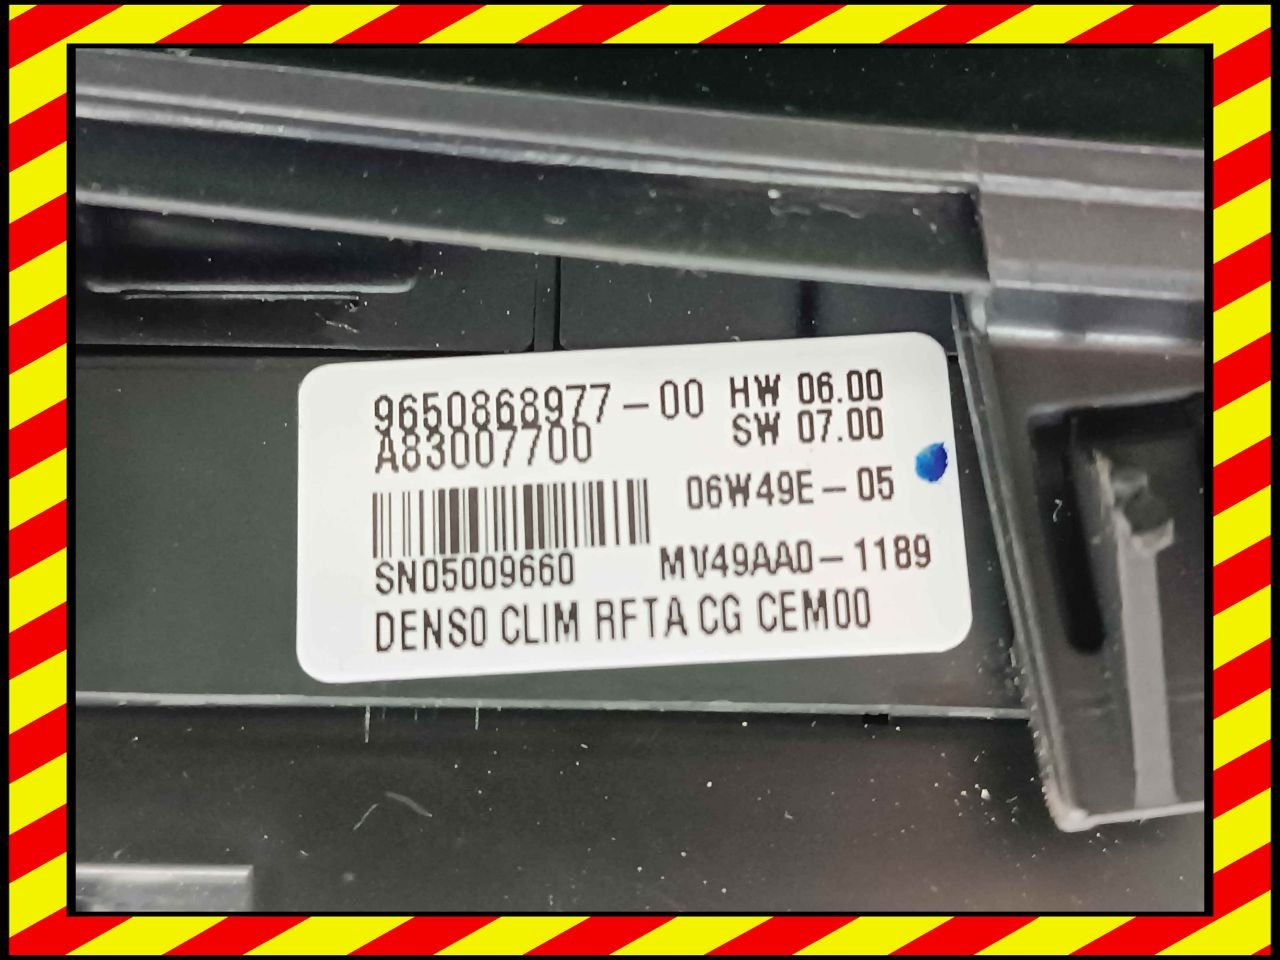 9650868977-00 HW 06.00
A83007700 SW 07.00
06W49E-05
SN05009660 MV49AA0-1189
DENSO CLIM RFTA CG CEM00